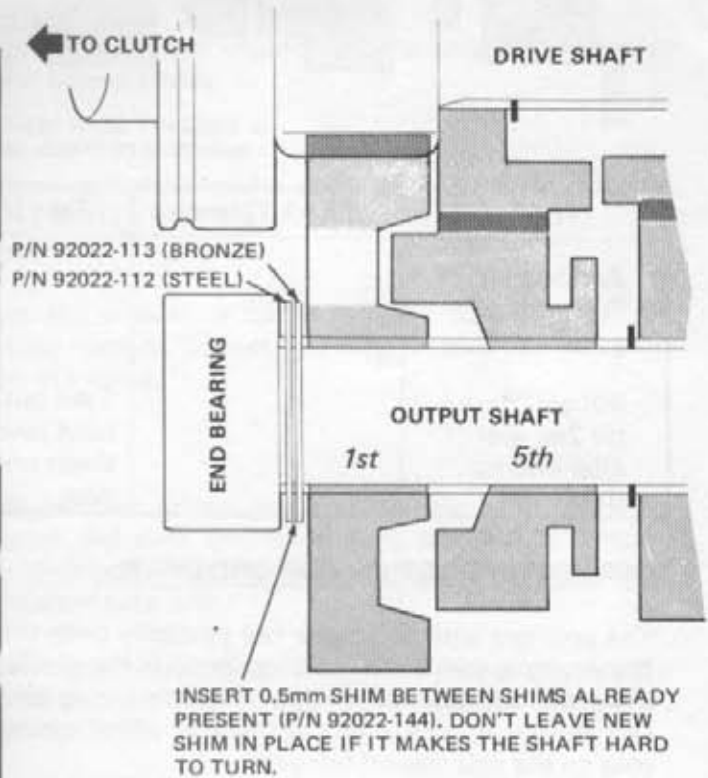 TO CLUTCH
DRIVE SHAFT
P/N 92022-113 (BRONZE)
P/N 92022-112 (STEEL)
END BEARING
OUTPUT SHAFT
1st
5th
INSERT 0.5mm SHIM BETWEEN SHIMS ALREADY
PRESENT (P/N 92022-144). DON'T LEAVE NEW
SHIM IN PLACE IF IT MAKES THE SHAFT HARD
TO TURN.